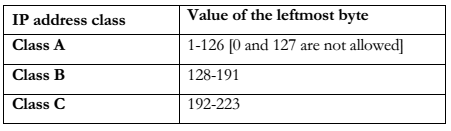 IP address class Value of the leftmost byte
Class A 1-126 [0 and 127 are not allowed]
Class B 128-191
Class C 192-223